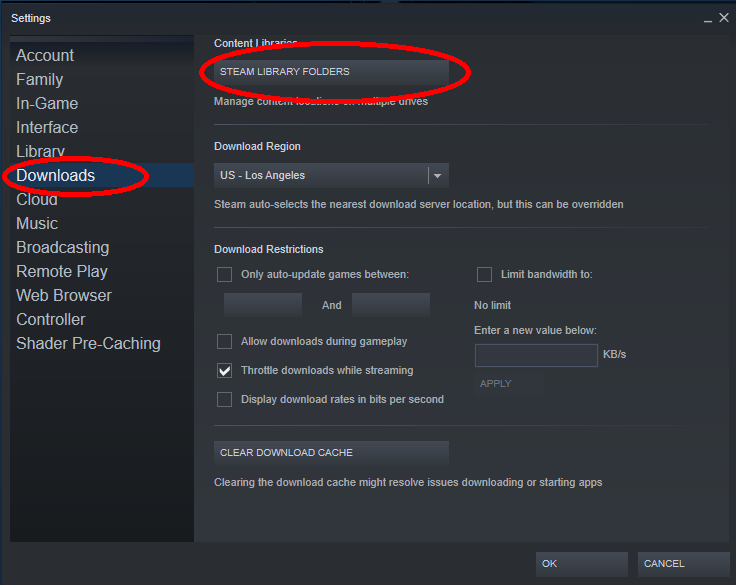 Settings
Account
Family
In-Game
Interface
Library
Downloads
Cloud
Music
Broadcasting
Remote Play
Web Browser
Controller
Shader Pre-Caching
Content Libraries
STEAM LIBRARY FOLDERS
Manage content locations on multiple drives
Download Region
US - Los Angeles
Steam auto-selects the nearest download server location, but this can be overridden
Download Restrictions
Only auto-update games between:
And
Allow downloads during gameplay
Throttle downloads while streaming
Display download rates in bits per second
Limit bandwidth to:
No limit
Enter a new value below:
KB/s
APPLY
CLEAR DOWNLOAD CACHE
Clearing the download cache might resolve issues downloading or starting apps
OK
CANCEL